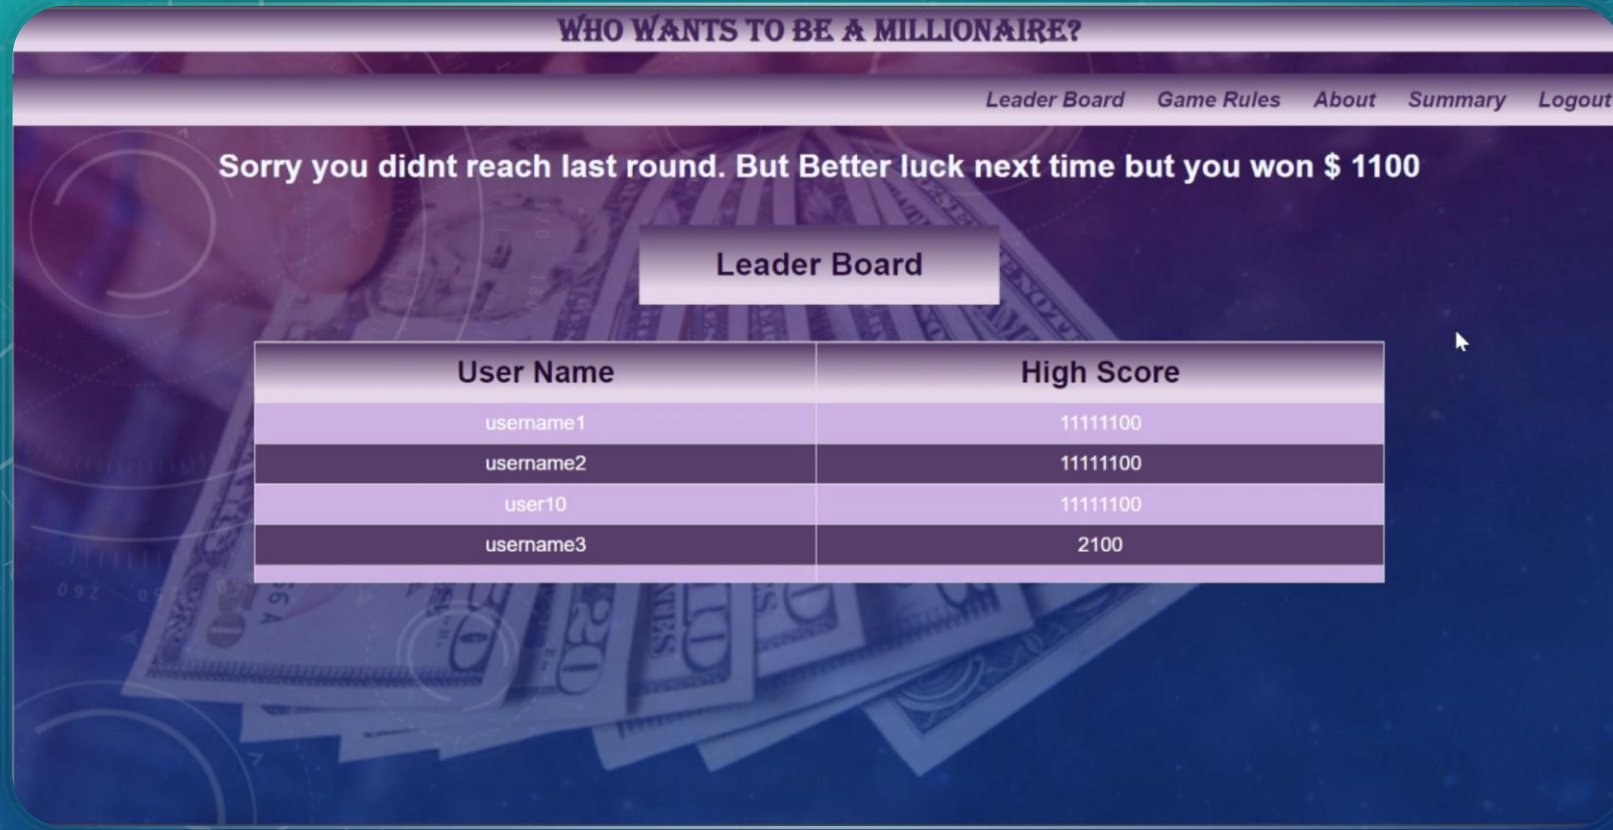 WHO WANTS TO BE A MILLIONAIRE?
Leader Board Game Rules About Summary Logout
Sorry you didnt reach last round. But Better luck next time but you won $ 1100
Leader Board
User Name High Score
username1 11111100
username2 11111100
user10 11111100
username3 2100